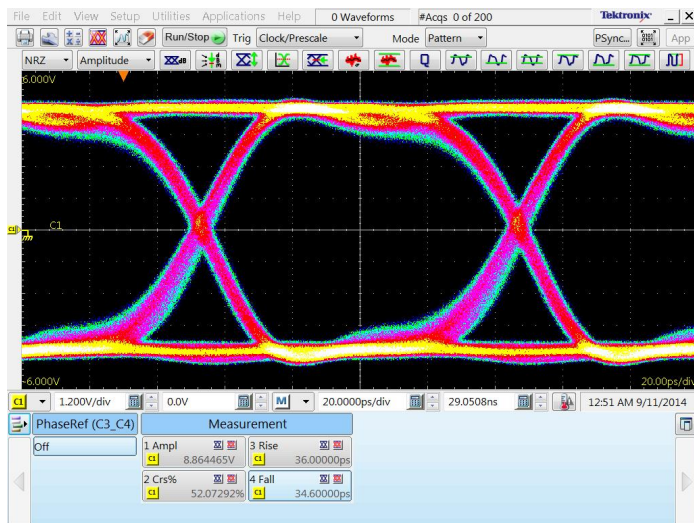 File Edit View Setup Utilities Applications Help 0 Waveforms #Acqs 0 of 200 Tektronix _ X
Run/Stop Trig Clock/Prescale Mode Pattern PSync... App
NRZ Amplitude dB Q
6.000V
C1 C1
-6.000V 20.00ps/div
C1 1.200V/div 0.0V M 20.0000ps/div 29.0508ns 12:51 AM 9/11/2014
PhaseRef (C3_C4) Measurement
Off 1 Ampl 3 Rise
C1 8.864465V C1 36.00000ps
2 Crs% 4 Fall
C1 52.07292% C1 34.60000ps